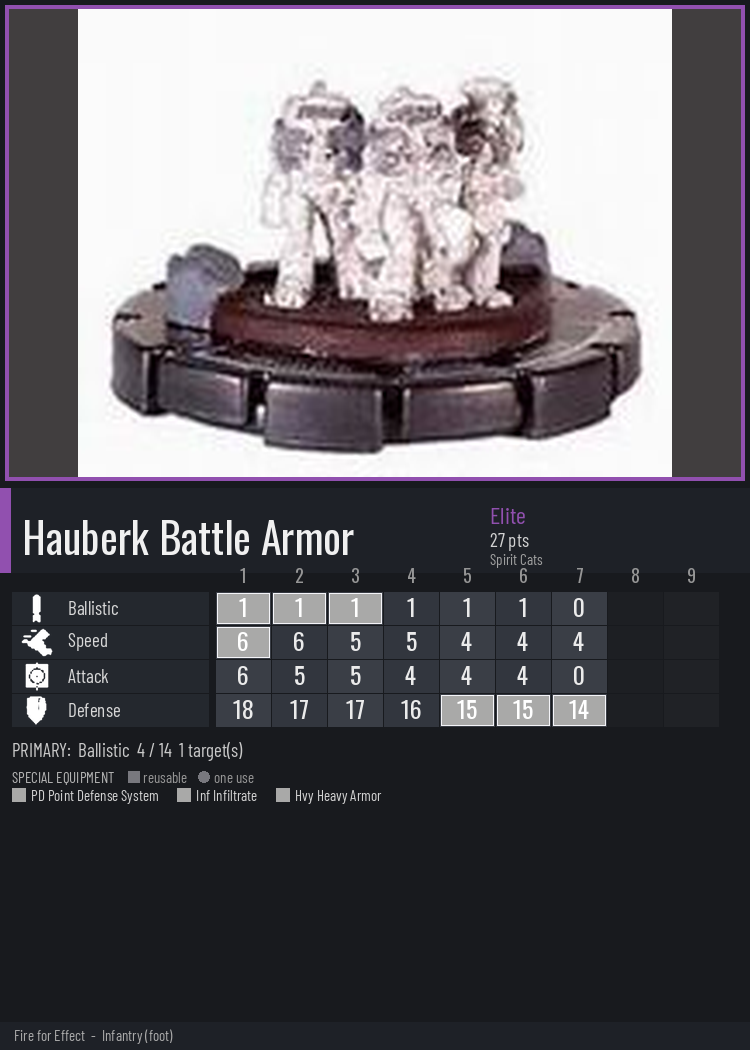 Hauberk Battle Armor
Elite
27 pts
Spirit Cats
1 2 3 4 5 6 7 8 9
Ballistic 1 1 1 1 1 1 0
Speed 6 6 5 5 4 4 4
Attack 6 5 5 4 4 4 0
Defense 18 17 17 16 15 15 14
PRIMARY: Ballistic 4 / 14 1 target(s)
SPECIAL EQUIPMENT reusable one use
PD Point Defense System Inf Infiltrate Hvy Heavy Armor
Fire for Effect - Infantry (foot)